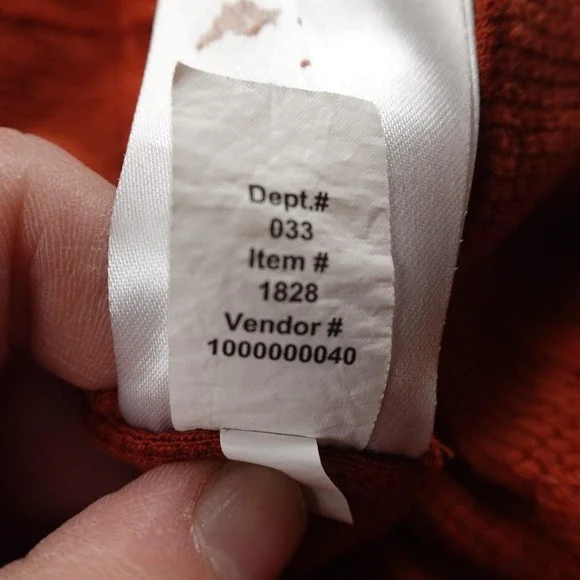 Dept.#
033
Item #
1828
Vendor #
1000000040